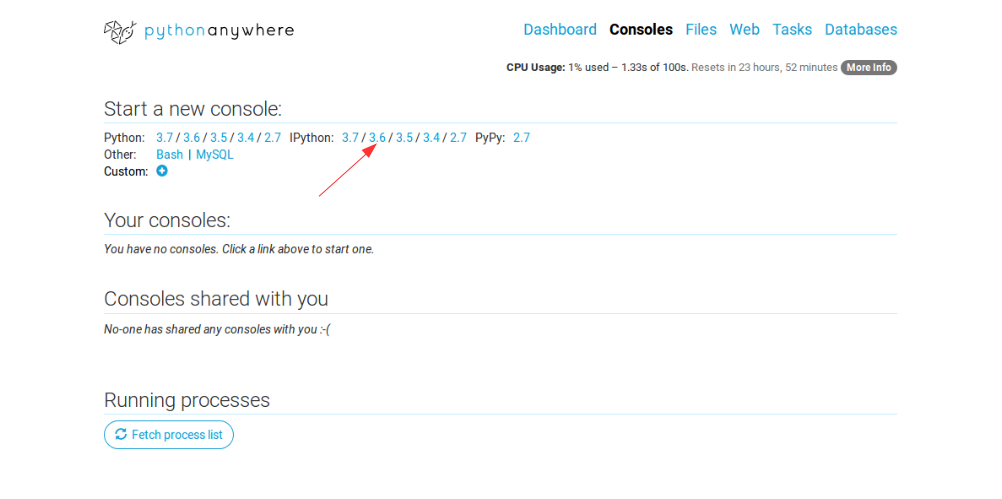 pythonanywhere
Dashboard Consoles Files Web Tasks Databases
CPU Usage: 1% used – 1.33s of 100s. Resets in 23 hours, 52 minutes More Info
Start a new console:
Python: 3.7 / 3.6 / 3.5 / 3.4 / 2.7 IPython: 3.7 / 3.6 / 3.5 / 3.4 / 2.7 PyPy: 2.7
Other: Bash | MySQL
Custom:
Your consoles:
You have no consoles. Click a link above to start one.
Consoles shared with you
No-one has shared any consoles with you :-(
Running processes
Fetch process list